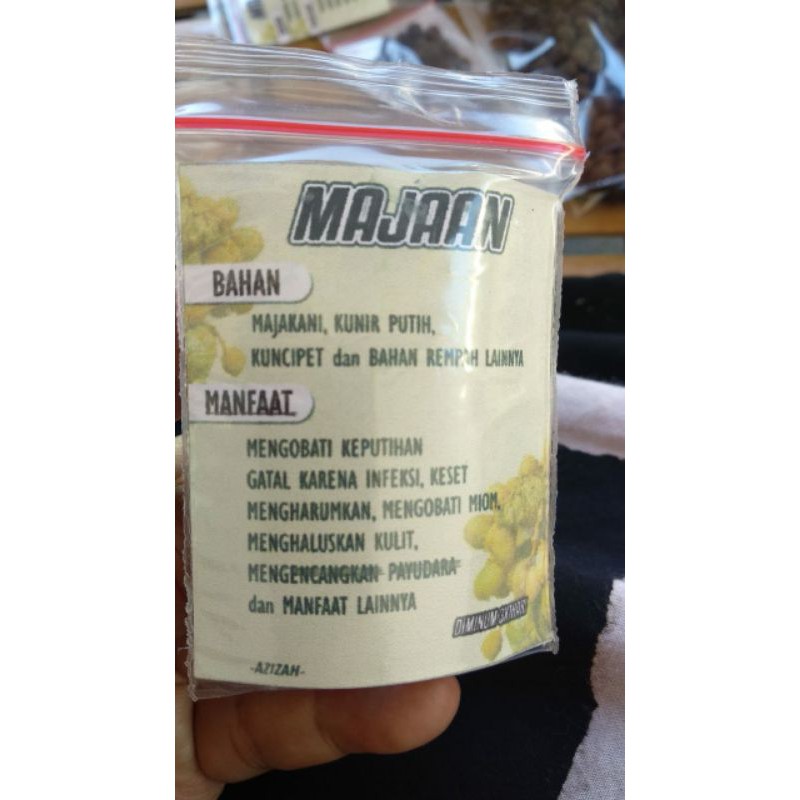 MAJAAN
BAHAN
MAJAKANI, KUNIR PUTIH,
KUNCIPET dan BAHAN REMPAH LAINNYA
MANFAAT
MENGOBATI KEPUTIHAN
GATAL KARENA INFEKSI, KESET
MENGHARUMKAN, MENGOBATI MIOM,
MENGHALUSKAN KULIT,
MENGENCANGKAN PAYUDARA
dan MANFAAT LAINNYA
DIMINUM
-AZIZAH-